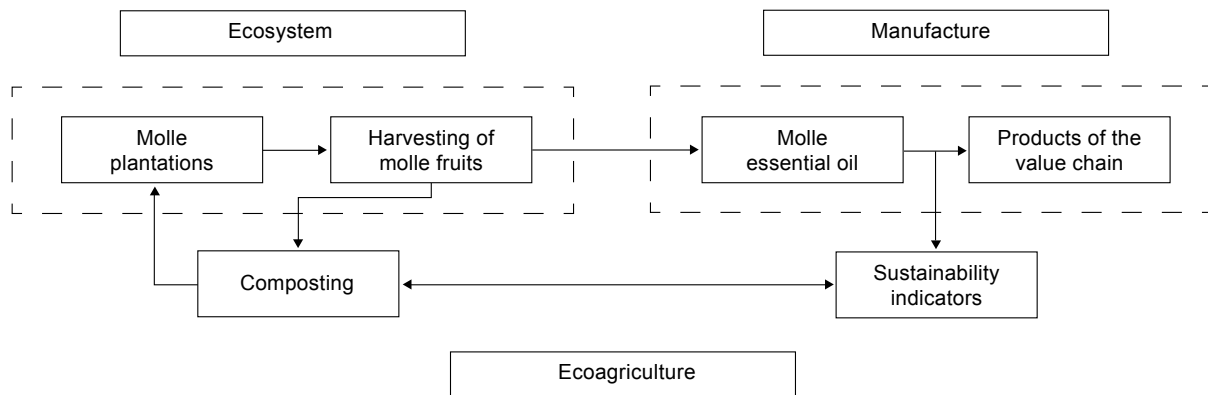 Ecosystem
Manufacture
Molle
plantations
Harvesting of
molle fruits
Molle
essential oil
Products of the
value chain
Composting
Sustainability
indicators
Ecoagriculture